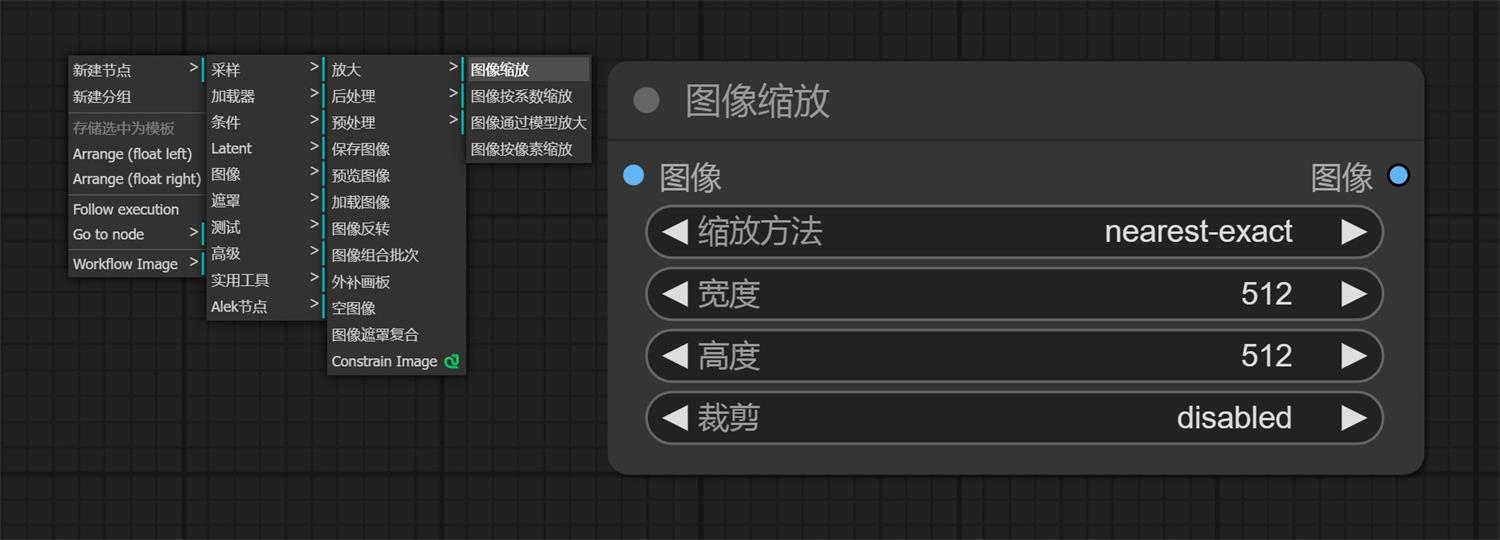 新建节点 >
新建分组
存储选中为模板
Arrange (float left)
Arrange (float right)
Follow execution
Go to node >
Workflow Image >
采样 >
加载器 >
条件 >
Latent >
图像 >
遮罩 >
测试 >
高级 >
实用工具 >
Alek节点 >
放大 >
后处理 >
预处理 >
保存图像
预览图像
加载图像
图像反转
图像组合批次
外补画板
空图像
图像遮罩复合
Constrain Image
图像缩放
图像按系数缩放
图像通过模型放大
图像按像素缩放
图像缩放
图像 图像
缩放方法 nearest-exact
宽度 512
高度 512
裁剪 disabled